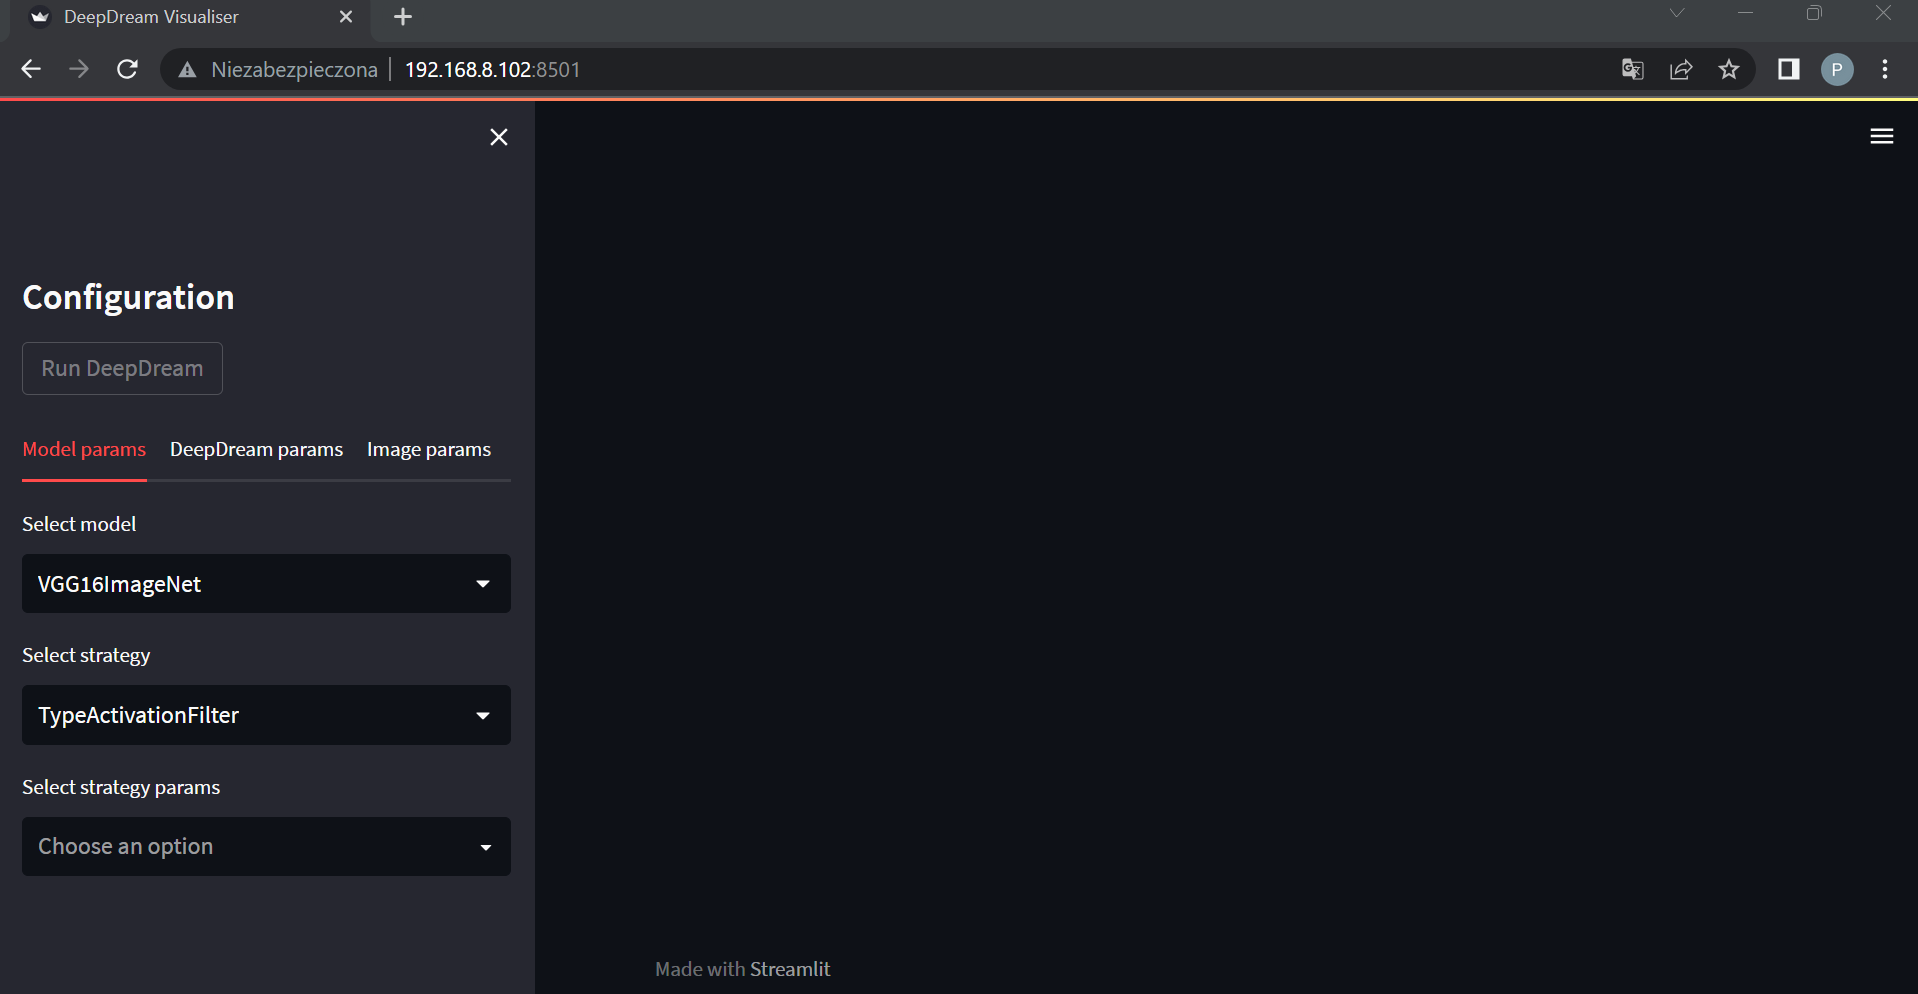 DeepDream Visualiser
Niezabezpieczona 192.168.8.102:8501
P
Configuration
Run DeepDream
Model params DeepDream params Image params
Select model
VGG16ImageNet
Select strategy
TypeActivationFilter
Select strategy params
Choose an option
Made with Streamlit